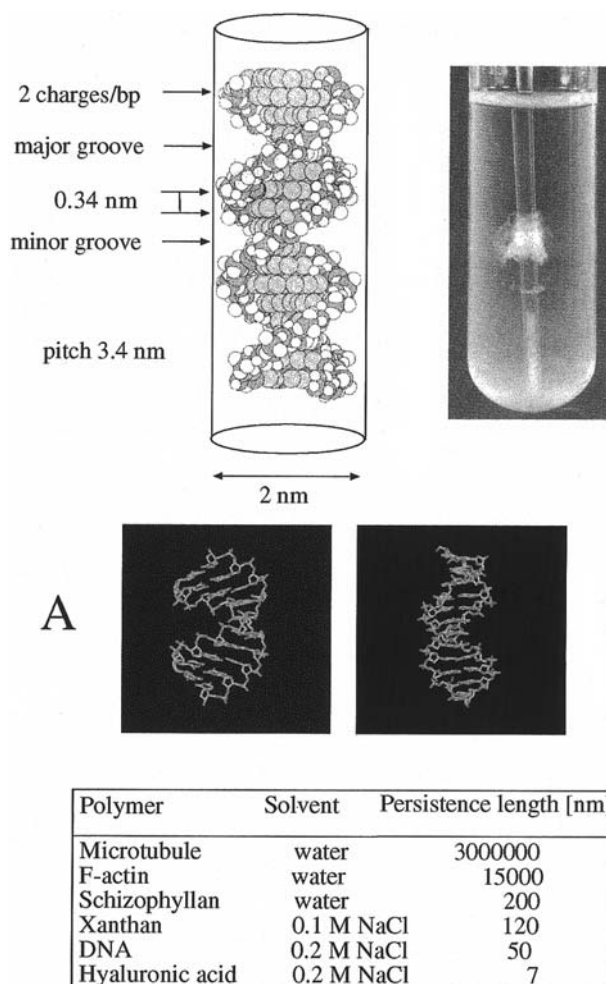 2 charges/bp
major groove
0.34 nm
minor groove
pitch 3.4 nm
2 nm
A
Polymer Solvent Persistence length [nm]
Microtubule water 3000000
F-actin water 15000
Schizophyllan water 200
Xanthan 0.1 M NaCl 120
DNA 0.2 M NaCl 50
Hyaluronic acid 0.2 M NaCl 7